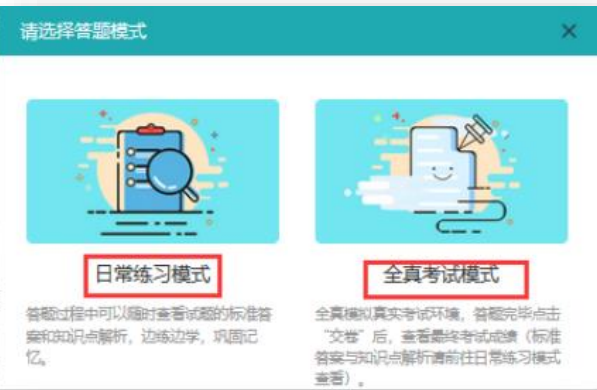 请选择答题模式
日常练习模式
答题过程中可以随时查看试题的标准答
案和知识点解析，边练边学，巩固记
忆。
全真考试模式
全真模拟真实考试环境，答题完毕点击
“交卷”后，查看最终考试成绩（标准
答案与知识点解析请前往日常练习模式
查看）。